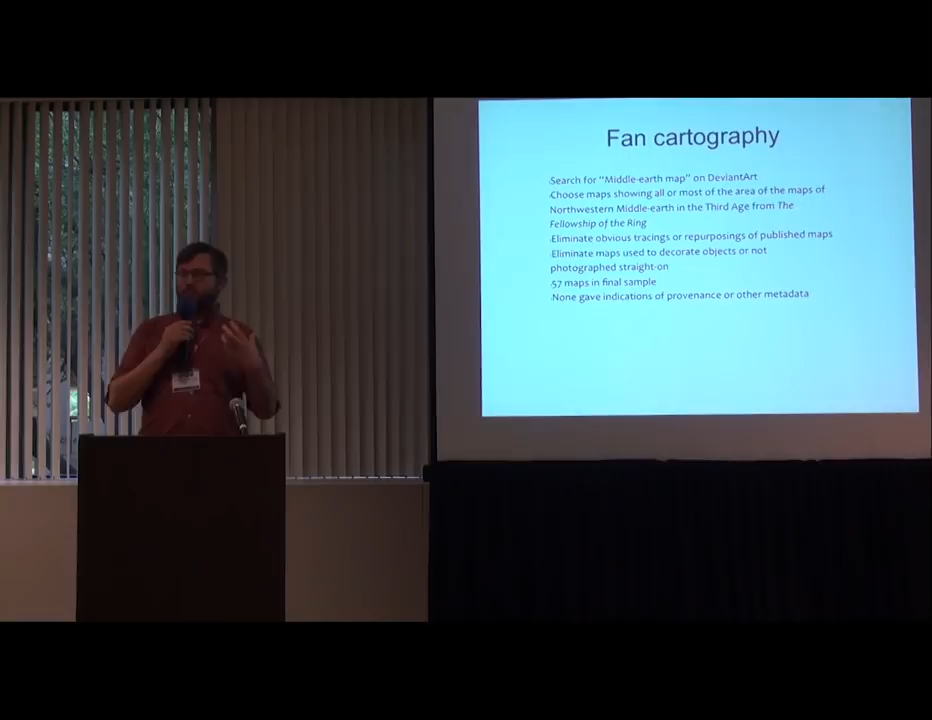 Fan cartography
Search for "Middle-earth map" on DeviantArt
Choose maps showing all or most of the area of the maps of
Northwestern Middle-earth in the Third Age from The
Fellowship of the Ring
Eliminate obvious tracings or repurposings of published maps
Eliminate maps used to decorate objects or not
photographed straight-on
57 maps in final sample
None gave indications of provenance or other metadata